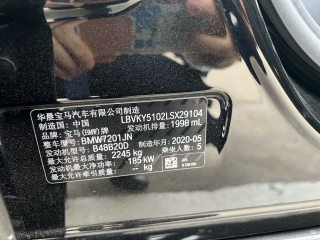 华晨宝马汽车有限公司制造
制造国：中国 LBVKY5102LSX29104
品牌：宝马(BMW)牌 发动机排量：1998 mL
整车型号：BMW7201JN
发动机型号：B48B20D 制造年月：2020-05
最大允许总质量：2245 kg 乘坐人数：5
发动机最大净功率：185 kW
最大允许牵引质量：-- kg